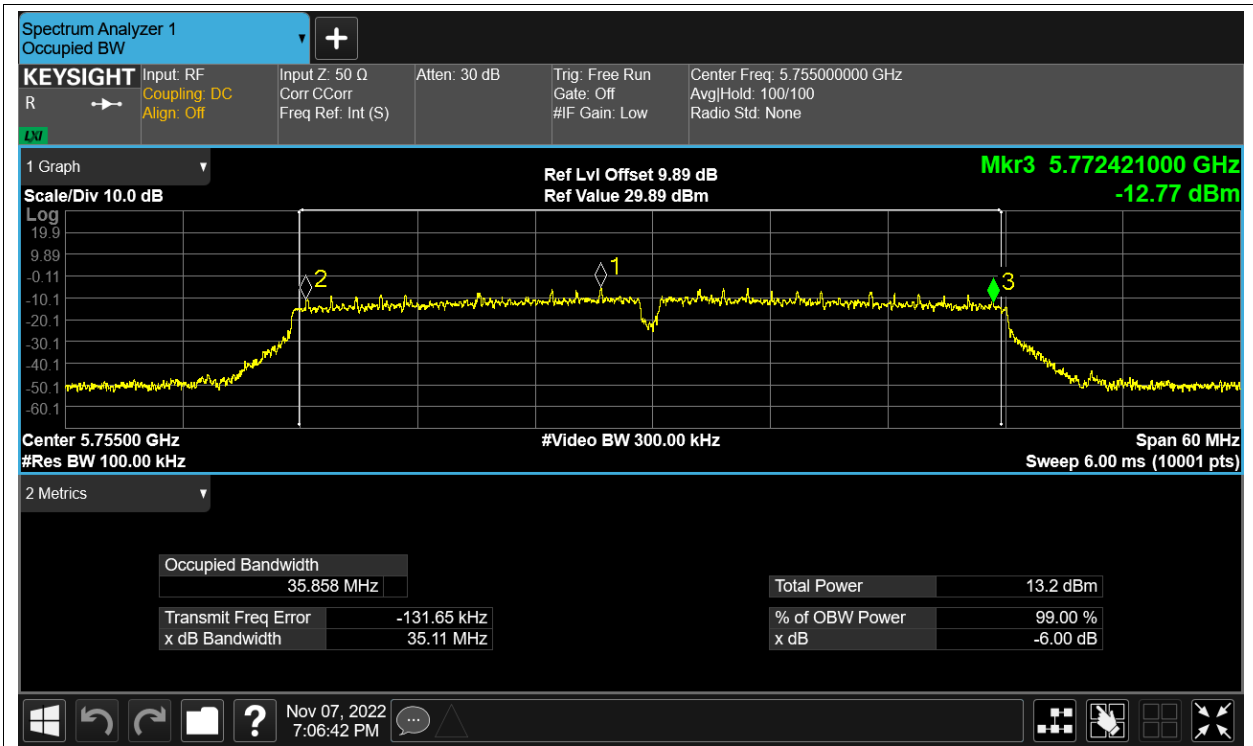 Spectrum Analyzer 1
Occupied BW
KEYSIGHT
R
LXI
Input: RF
Coupling: DC
Align: Off
Input Z: 50 Ω
Corr CCorr
Freq Ref: Int (S)
Atten: 30 dB
Trig: Free Run
Gate: Off
#IF Gain: Low
Center Freq: 5.755000000 GHz
Avg|Hold: 100/100
Radio Std: None
1 Graph
Scale/Div 10.0 dB
Ref Lvl Offset 9.89 dB
Ref Value 29.89 dBm
Mkr3 5.772421000 GHz
-12.77 dBm
Log
19.9
9.89
-0.11
-10.1
-20.1
-30.1
-40.1
-50.1
-60.1
2
1
3
Center 5.75500 GHz
#Video BW 300.00 kHz
Span 60 MHz
#Res BW 100.00 kHz
Sweep 6.00 ms (10001 pts)
2 Metrics
Occupied Bandwidth
35.858 MHz
Transmit Freq Error -131.65 kHz
x dB Bandwidth 35.11 MHz
Total Power 13.2 dBm
% of OBW Power 99.00 %
x dB -6.00 dB
?
Nov 07, 2022
7:06:42 PM